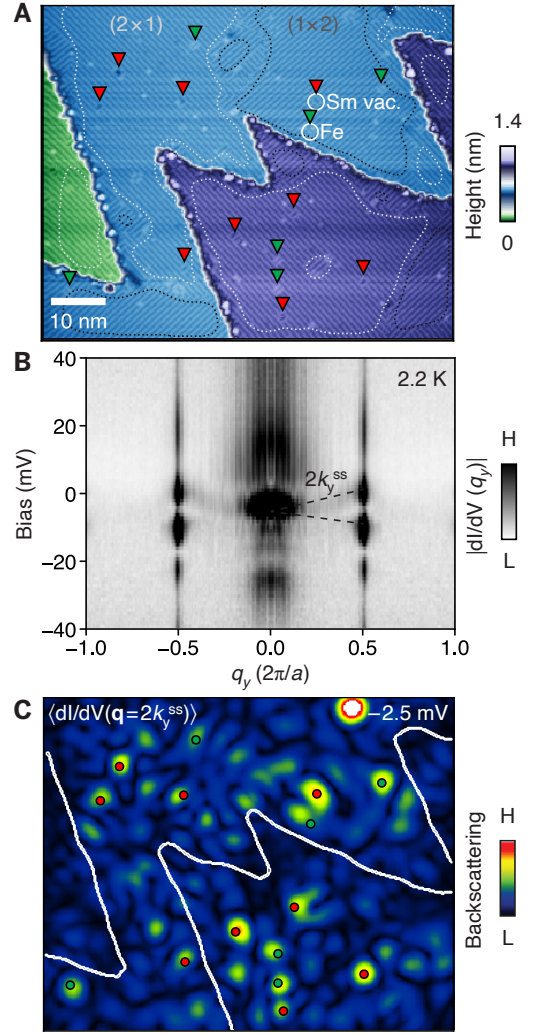 A
(2×1)
(1×2)
Sm vac.
Fe
10 nm
1.4
Height (nm)
0
B
40
20
0
−20
−40
Bias (mV)
2.2 K
2k_y^ss
-1.0
-0.5
0.0
0.5
1.0
q_y (2π/a)
H
|dI/dV (q_y)|
L
C
⟨dI/dV(q=2k_y^ss)⟩
−2.5 mV
H
Backscattering
L